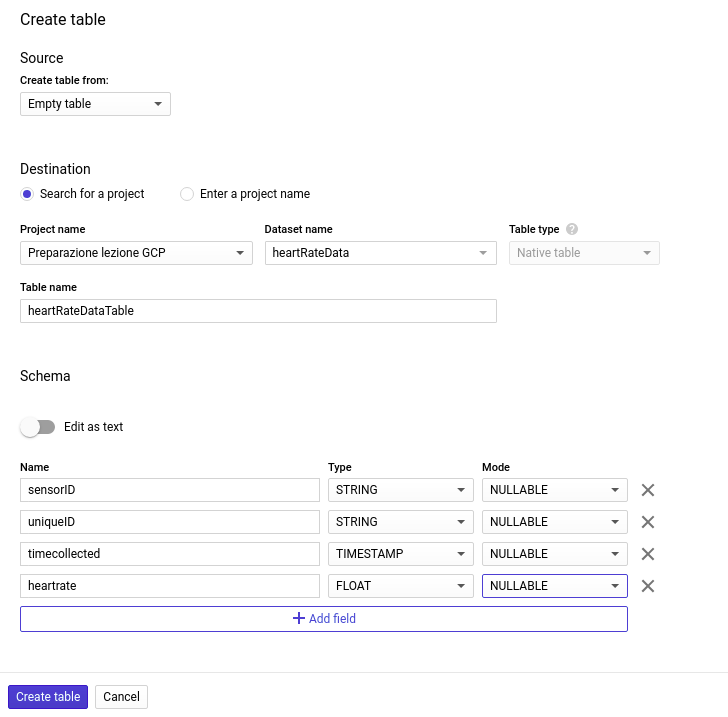 Create table
Source
Create table from:
Empty table
Destination
Search for a project Enter a project name
Project name Dataset name Table type ?
Preparazione lezione GCP heartRateData Native table
Table name
heartRateDataTable
Schema
Edit as text
Name Type Mode
sensorID STRING NULLABLE
uniqueID STRING NULLABLE
timecollected TIMESTAMP NULLABLE
heartrate FLOAT NULLABLE
+ Add field
Create table Cancel